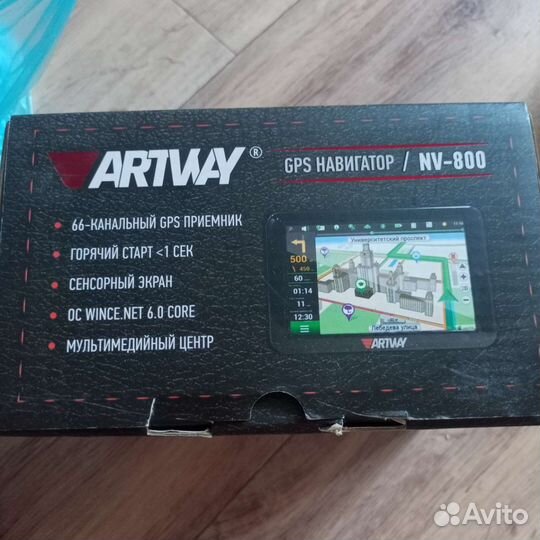 ARTWAY®
GPS НАВИГАТОР / NV-800
• 66-КАНАЛЬНЫЙ GPS ПРИЕМНИК
• ГОРЯЧИЙ СТАРТ <1 СЕК
• СЕНСОРНЫЙ ЭКРАН
• ОС WINCE.NET 6.0 CORE
• МУЛЬТИМЕДИЙНЫЙ ЦЕНТР
Университетский проспект
500
450
60
01:14
11
12:30
Лебедева улица
ARTWAY
Avito